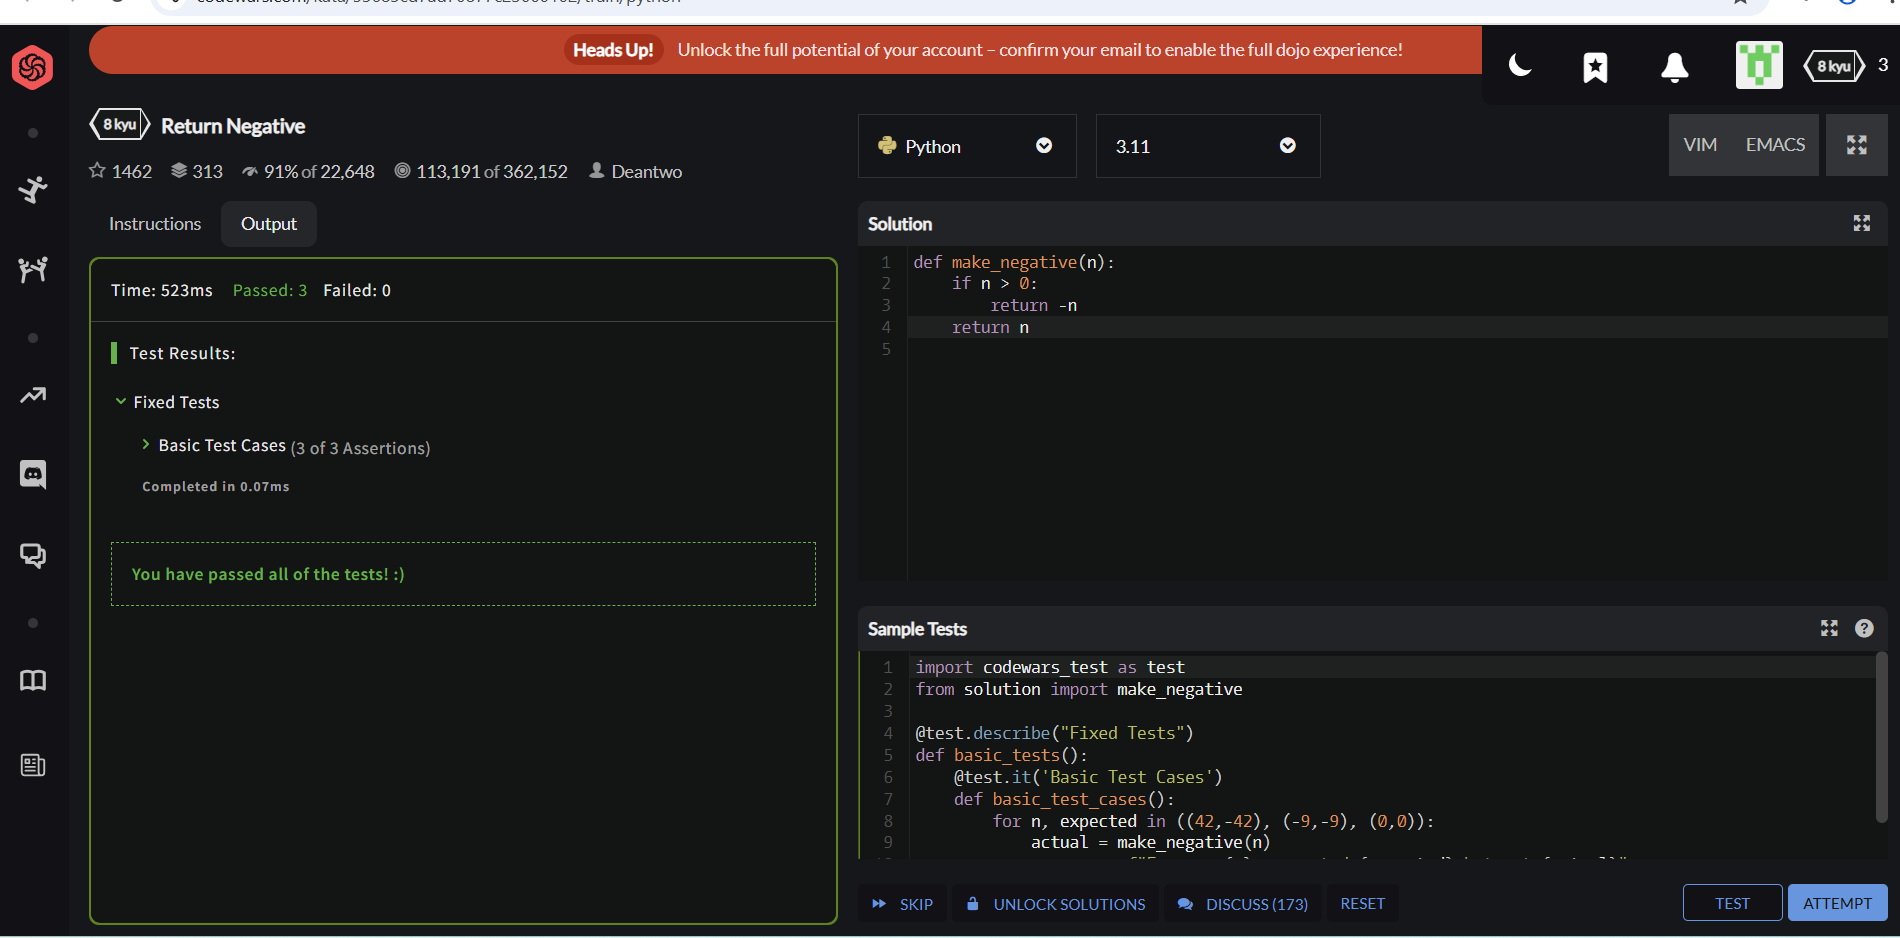 Heads Up! Unlock the full potential of your account – confirm your email to enable the full dojo experience!
8 kyu 3
8 kyu Return Negative
1462 313 91% of 22,648 113,191 of 362,152 Deantwo
Python
3.11
VIM EMACS
Instructions Output
Time: 523ms Passed: 3 Failed: 0
Test Results:
Fixed Tests
Basic Test Cases (3 of 3 Assertions)
Completed in 0.07ms
You have passed all of the tests! :)
Solution
1 def make_negative(n):
2     if n > 0:
3         return -n
4     return n
5
Sample Tests
1 import codewars_test as test
2 from solution import make_negative
3
4 @test.describe("Fixed Tests")
5 def basic_tests():
6     @test.it('Basic Test Cases')
7     def basic_test_cases():
8         for n, expected in ((42,-42), (-9,-9), (0,0)):
9             actual = make_negative(n)
SKIP UNLOCK SOLUTIONS DISCUSS (173) RESET
TEST ATTEMPT